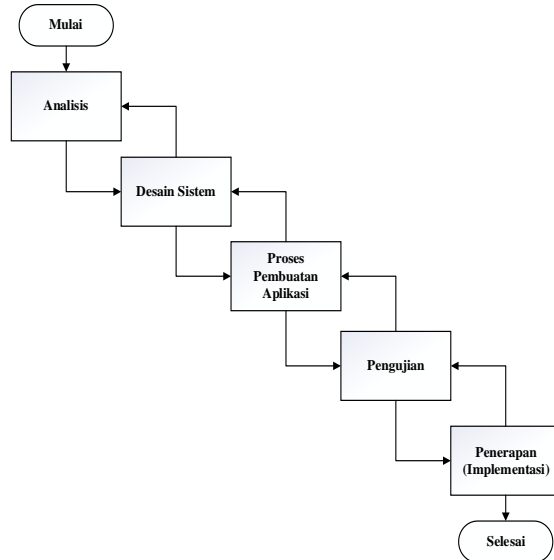 Mulai
Analisis
Desain Sistem
Proses
Pembuatan
Aplikasi
Pengujian
Penerapan
(Implementasi)
Selesai